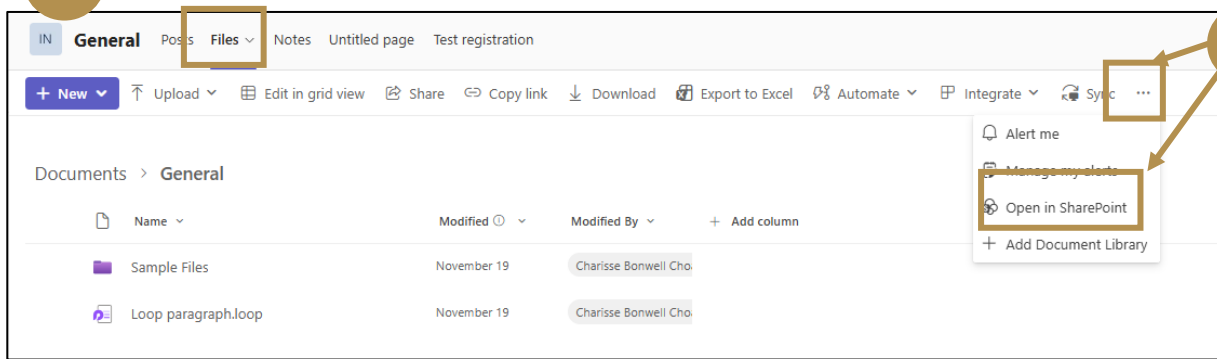 IN General Posts Files Notes Untitled page Test registration
+ New Upload Edit in grid view Share Copy link Download Export to Excel Automate Integrate Sync ...
Alert me
Manage my alerts
Open in SharePoint
+ Add Document Library
Documents > General
Name Modified Modified By + Add column
Sample Files November 19 Charisse Bonwell Cho
Loop paragraph.loop November 19 Charisse Bonwell Cho